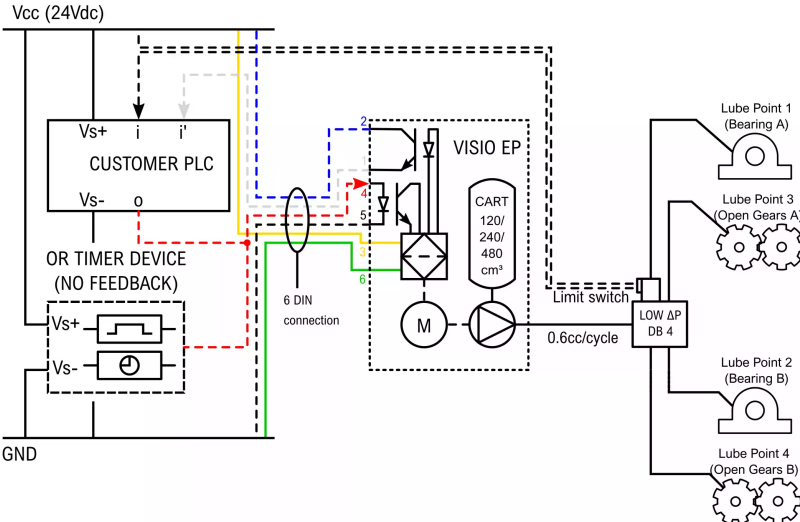 Vcc (24Vdc)
Vs+ i i'
CUSTOMER PLC
Vs- o
OR TIMER DEVICE
(NO FEEDBACK)
Vs+
Vs-
GND
6 DIN
connection
2
1
4
5
3
6
VISIO EP
CART
120/
240/
480
cm³
M
0.6cc/cycle
Limit switch
LOW ΔP
DB 4
Lube Point 1
(Bearing A)
Lube Point 3
(Open Gears A)
Lube Point 2
(Bearing B)
Lube Point 4
(Open Gears B)